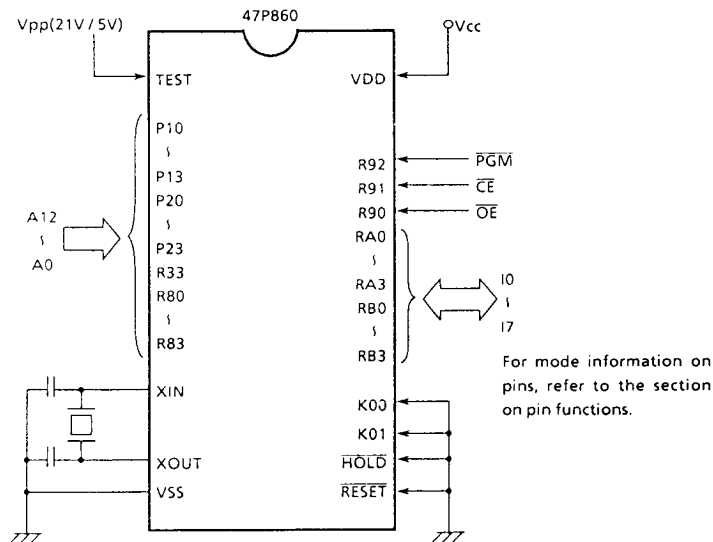 47P860
Vpp(21V / 5V)
Vcc
TEST
VDD
P10
~
P13
P20
~
P23
R33
R80
~
R83
A12
~
A0
XIN
XOUT
VSS
R92
R91
R90
RA0
~
RA3
RB0
~
RB3
PGM
CE
OE
I0
~
I7
K00
K01
HOLD
RESET
For mode information on
pins, refer to the section
on pin functions.